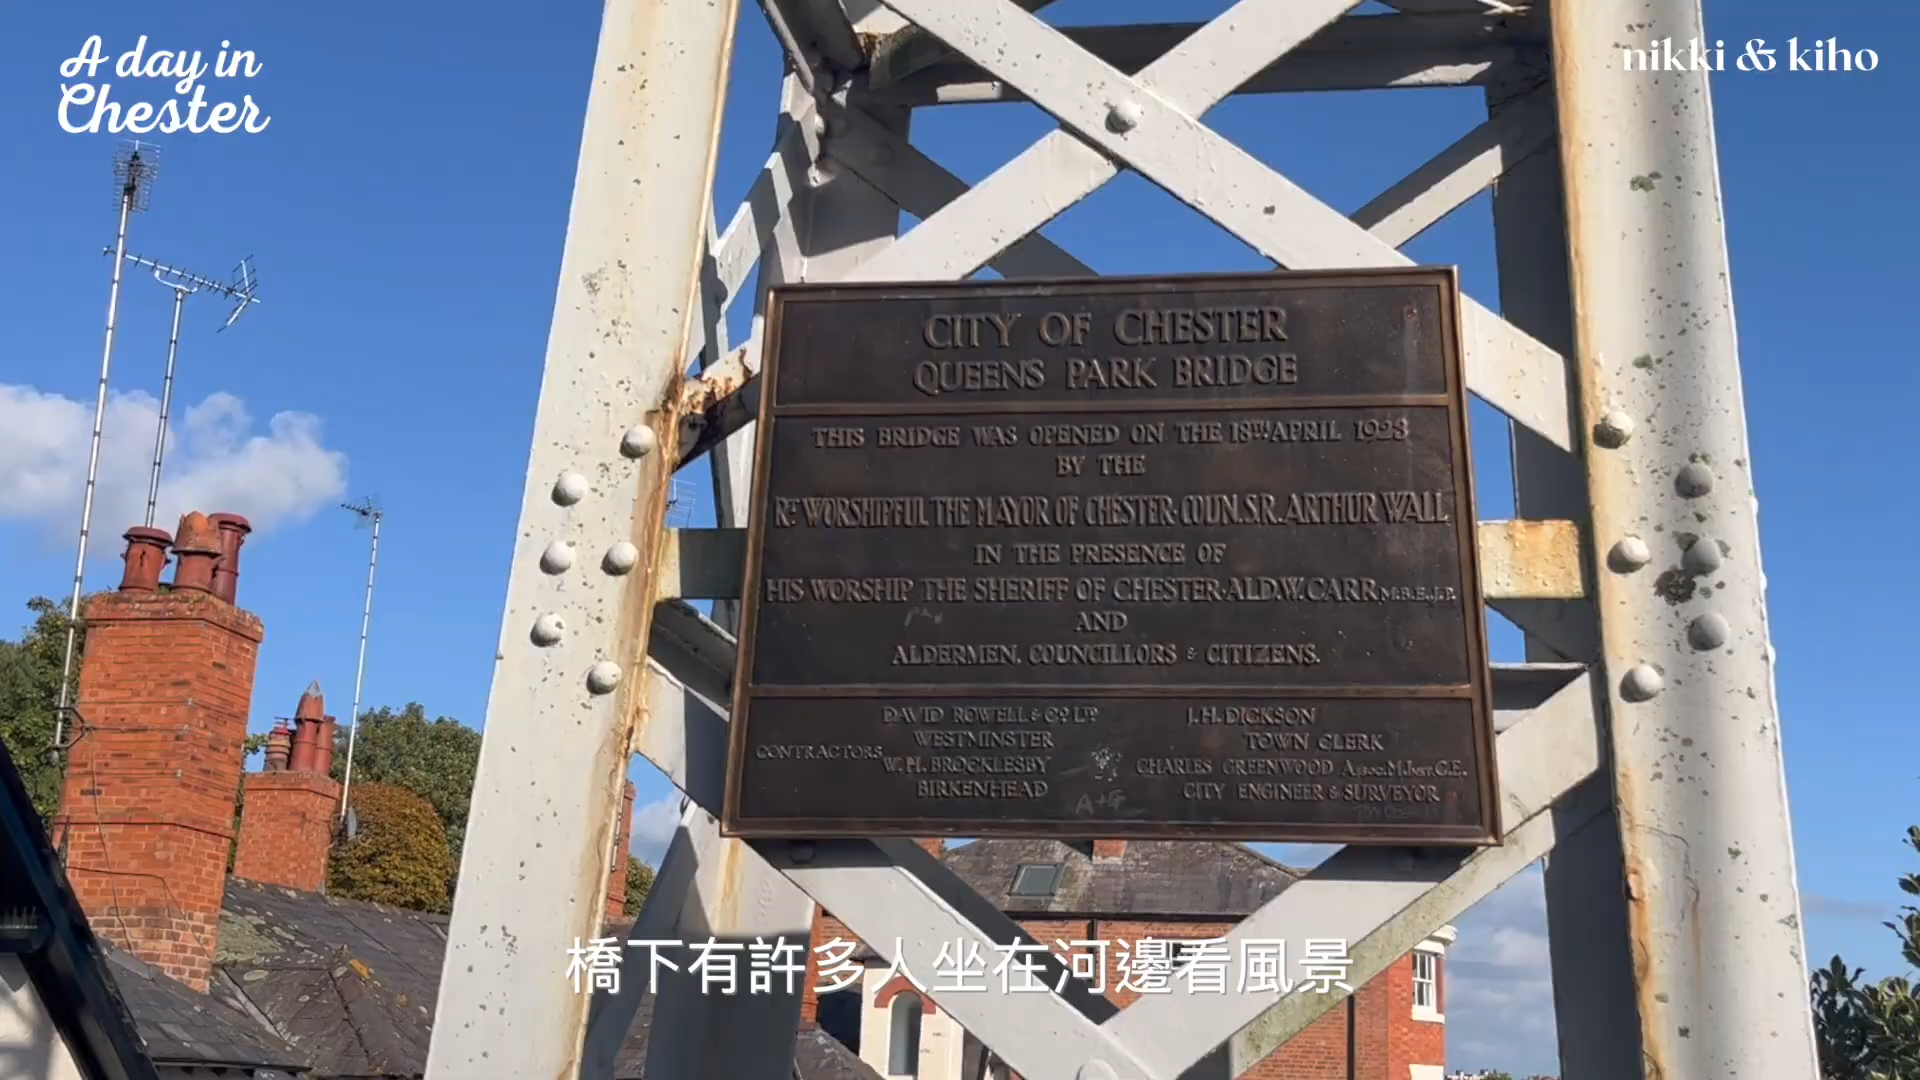 A day in
Chester
nikki & kiho
CITY OF CHESTER
QUEENS PARK BRIDGE
THIS BRIDGE WAS OPENED ON THE 18TH APRIL 1923
BY THE
RT WORSHIPFUL THE MAYOR OF CHESTER·COUN.S.R.ARTHUR WALL
IN THE PRESENCE OF
HIS WORSHIP THE SHERIFF OF CHESTER·ALD.W.CARR M.B.E.,J.P.
AND
ALDERMEN. COUNCILLORS & CITIZENS.
CONTRACTORS
DAVID ROWELL & CO LTD
WESTMINSTER
W.H. BROCKLESBY
BIRKENHEAD
J.H. DICKSON
TOWN CLERK
CHARLES GREENWOOD Assoc.M.Inst.C.E.
CITY ENGINEER & SURVEYOR
A+G
橋下有許多人坐在河邊看風景